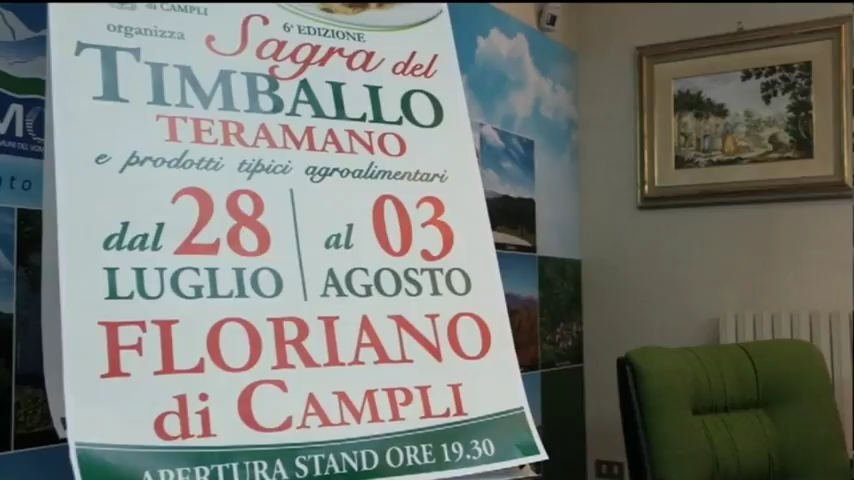 di CAMPLI
organizza
6ª EDIZIONE
Sagra del
TIMBALLO
TERAMANO
e prodotti tipici agroalimentari
dal 28 LUGLIO
al 03 AGOSTO
FLORIANO
di CAMPLI
APERTURA STAND ORE 19.30